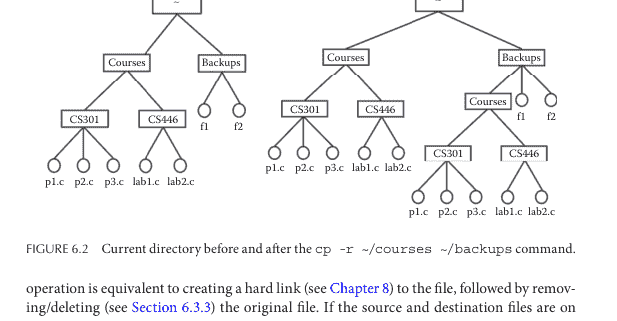 ~
~
Courses
Backups
Courses
Backups
CS301
CS446
f1
f2
CS301
CS446
Courses
f1
f2
p1.c p2.c p3.c lab1.c lab2.c
p1.c p2.c p3.c lab1.c lab2.c
CS301
CS446
p1.c p2.c p3.c lab1.c lab2.c
FIGURE 6.2 Current directory before and after the cp -r ~/courses ~/backups command.
operation is equivalent to creating a hard link (see Chapter 8) to the file, followed by remov-
ing/deleting (see Section 6.3.3) the original file. If the source and destination files are on